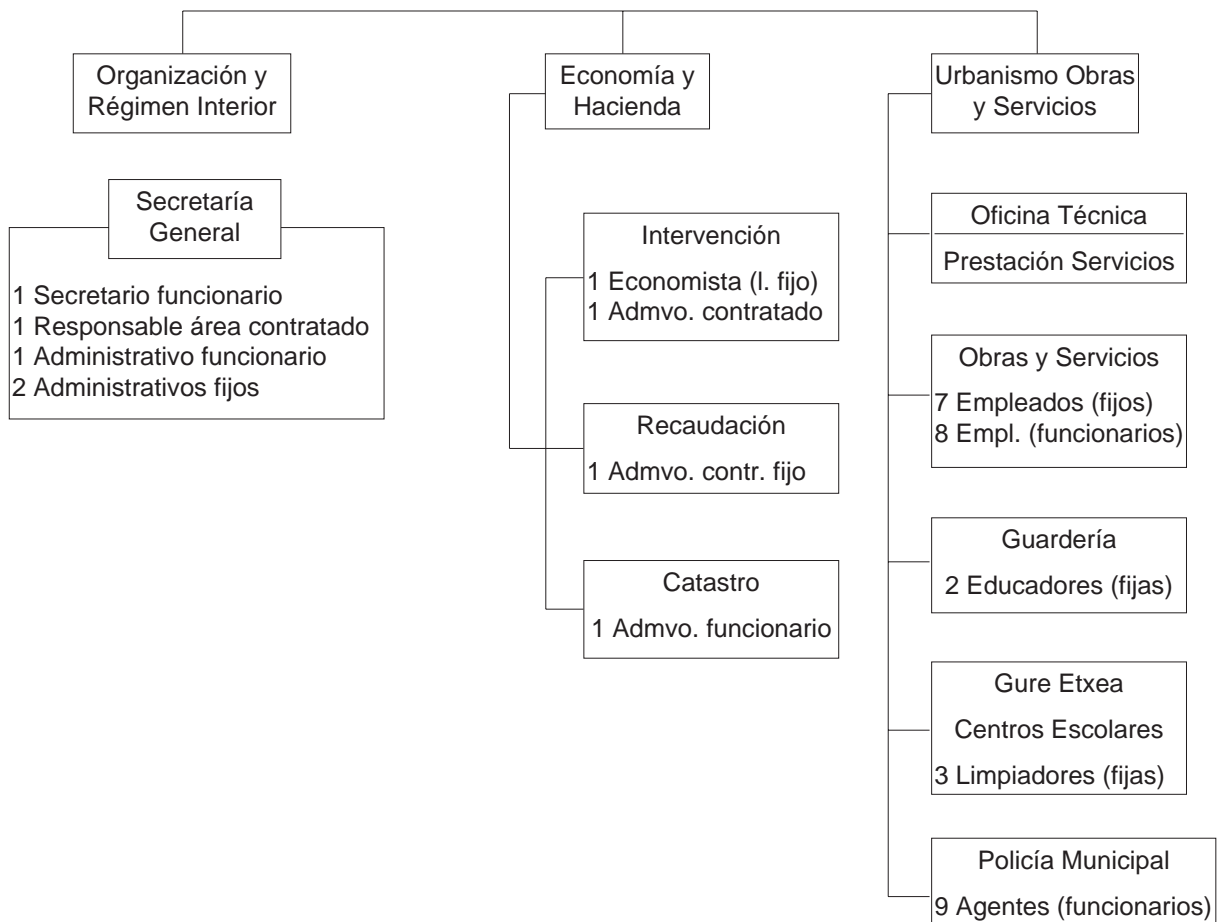 Organización y
Régimen Interior
Secretaría
General
1 Secretario funcionario
1 Responsable área contratado
1 Administrativo funcionario
2 Administrativos fijos
Economía y
Hacienda
Intervención
1 Economista (l. fijo)
1 Admvo. contratado
Recaudación
1 Admvo. contr. fijo
Catastro
1 Admvo. funcionario
Urbanismo Obras
y Servicios
Oficina Técnica
Prestación Servicios
Obras y Servicios
7 Empleados (fijos)
8 Empl. (funcionarios)
Guardería
2 Educadores (fijas)
Gure Etxea
Centros Escolares
3 Limpiadores (fijas)
Policía Municipal
9 Agentes (funcionarios)